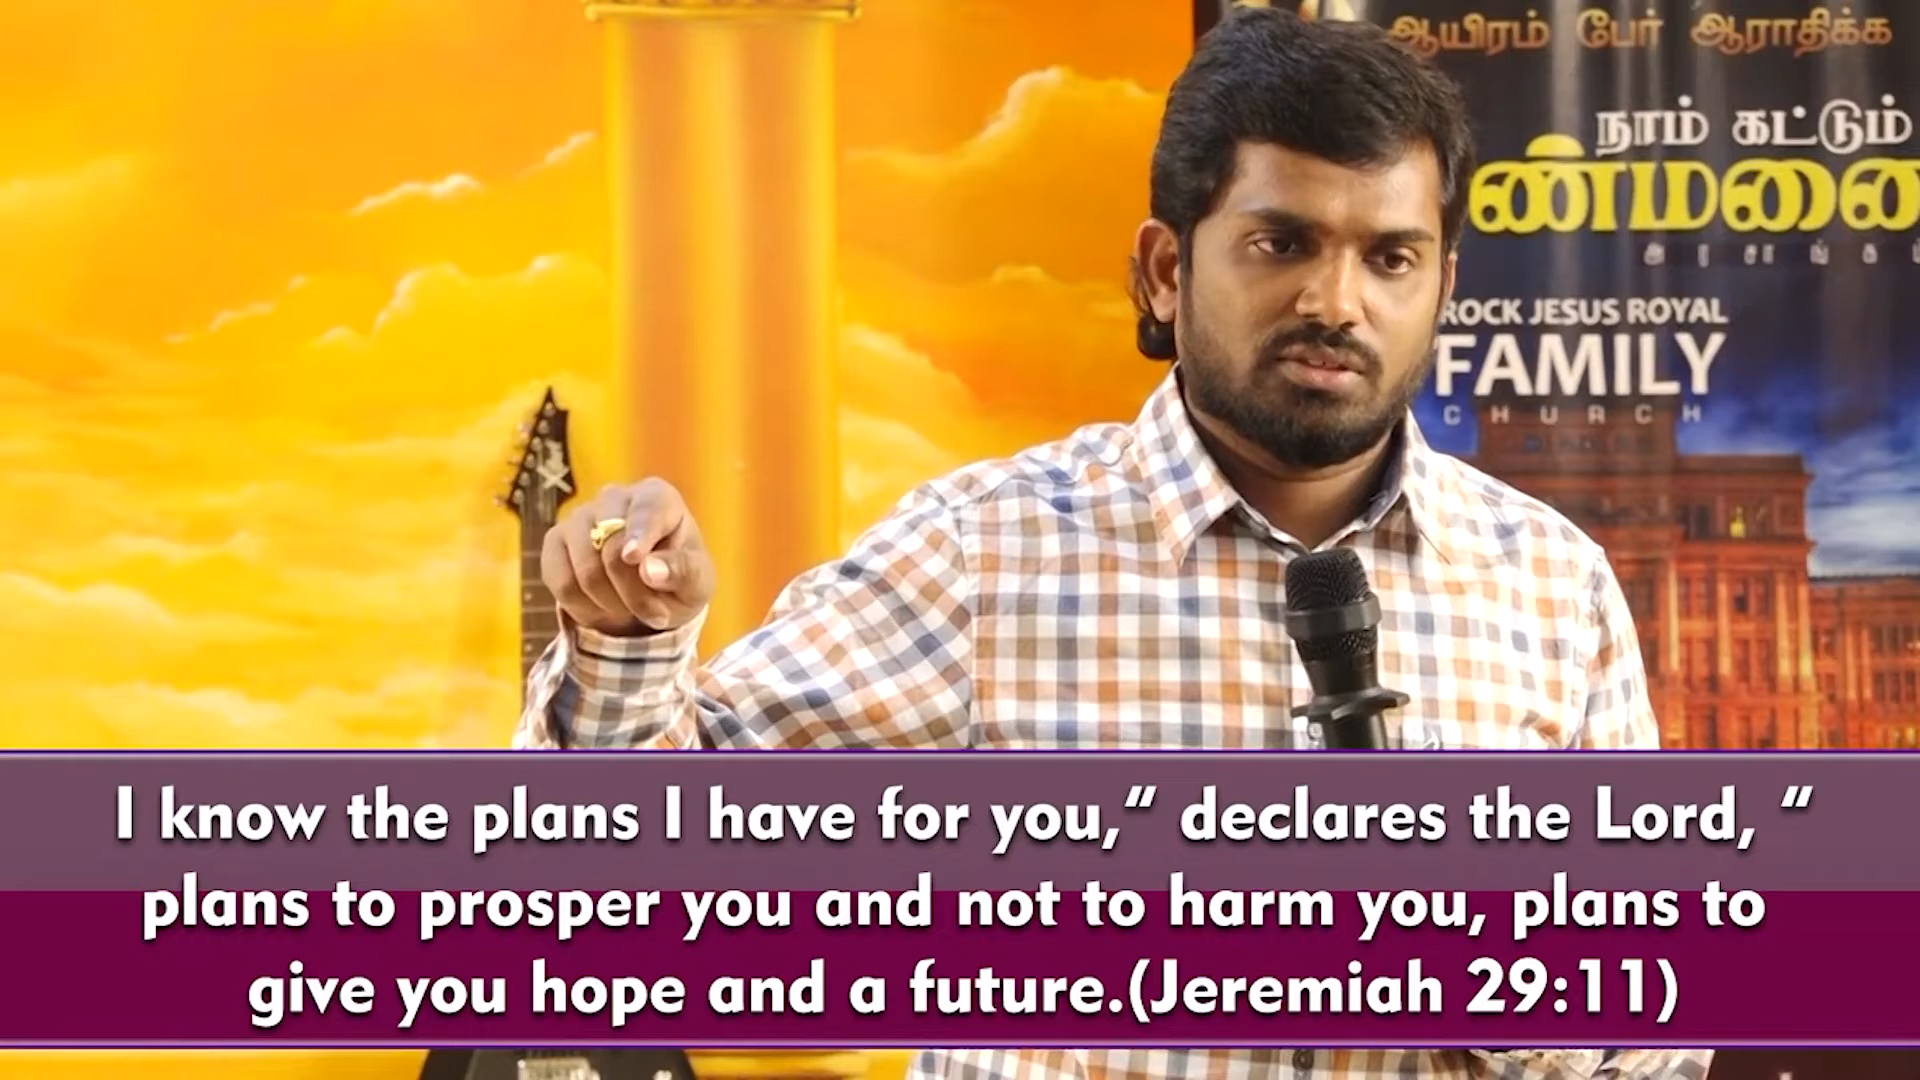 ஆயிரம் பேர் ஆராதிக்க
நாம் கட்டும்
ண்மனை
ROCK JESUS ROYAL
FAMILY
CHURCH
I know the plans I have for you,“ declares the Lord, “
plans to prosper you and not to harm you, plans to
give you hope and a future.(Jeremiah 29:11)